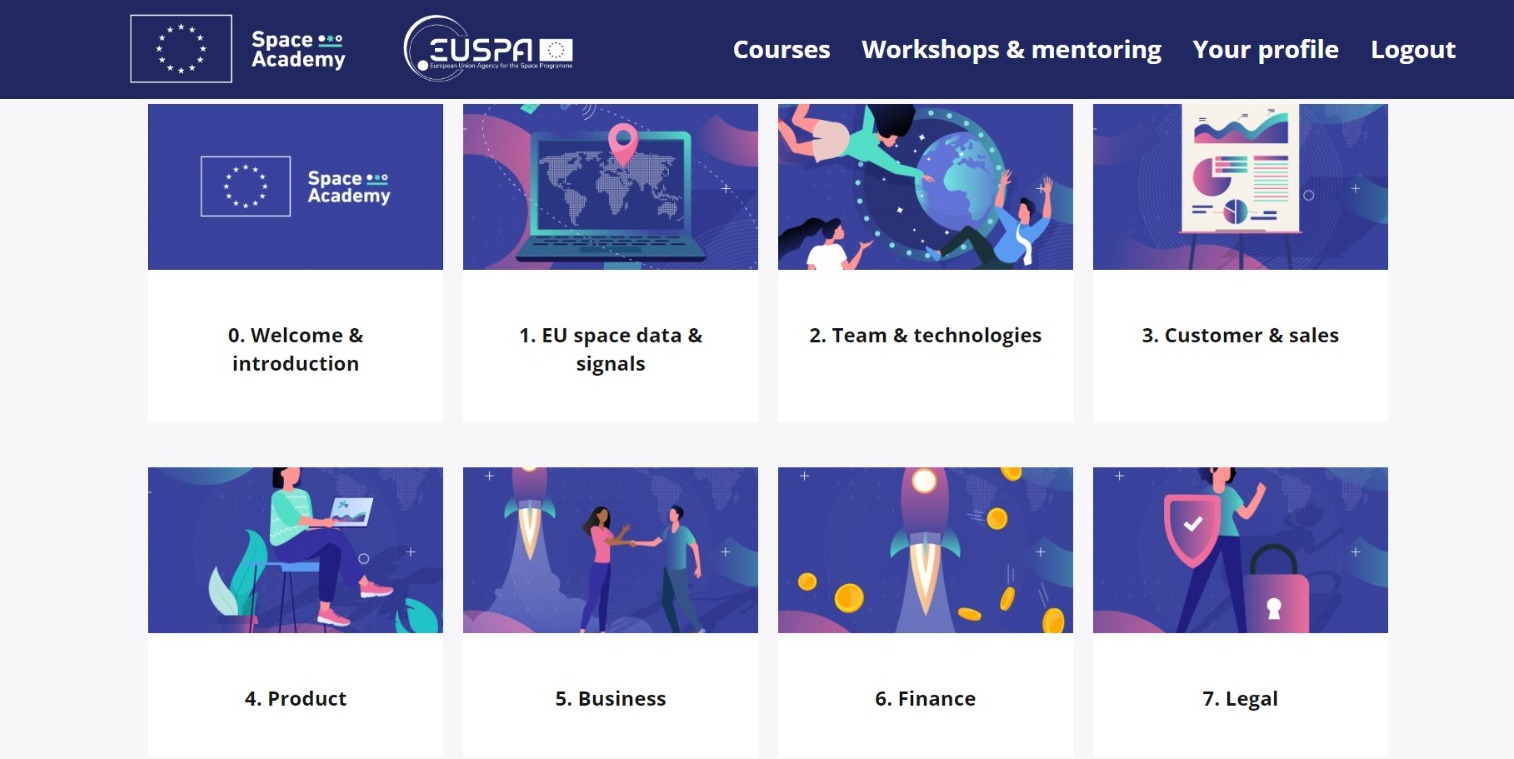 Space
Academy
EUSPA
European Union Agency for the Space Programme
Courses
Workshops & mentoring
Your profile
Logout
Space
Academy
0. Welcome &
introduction
1. EU space data &
signals
2. Team & technologies
3. Customer & sales
4. Product
5. Business
6. Finance
7. Legal